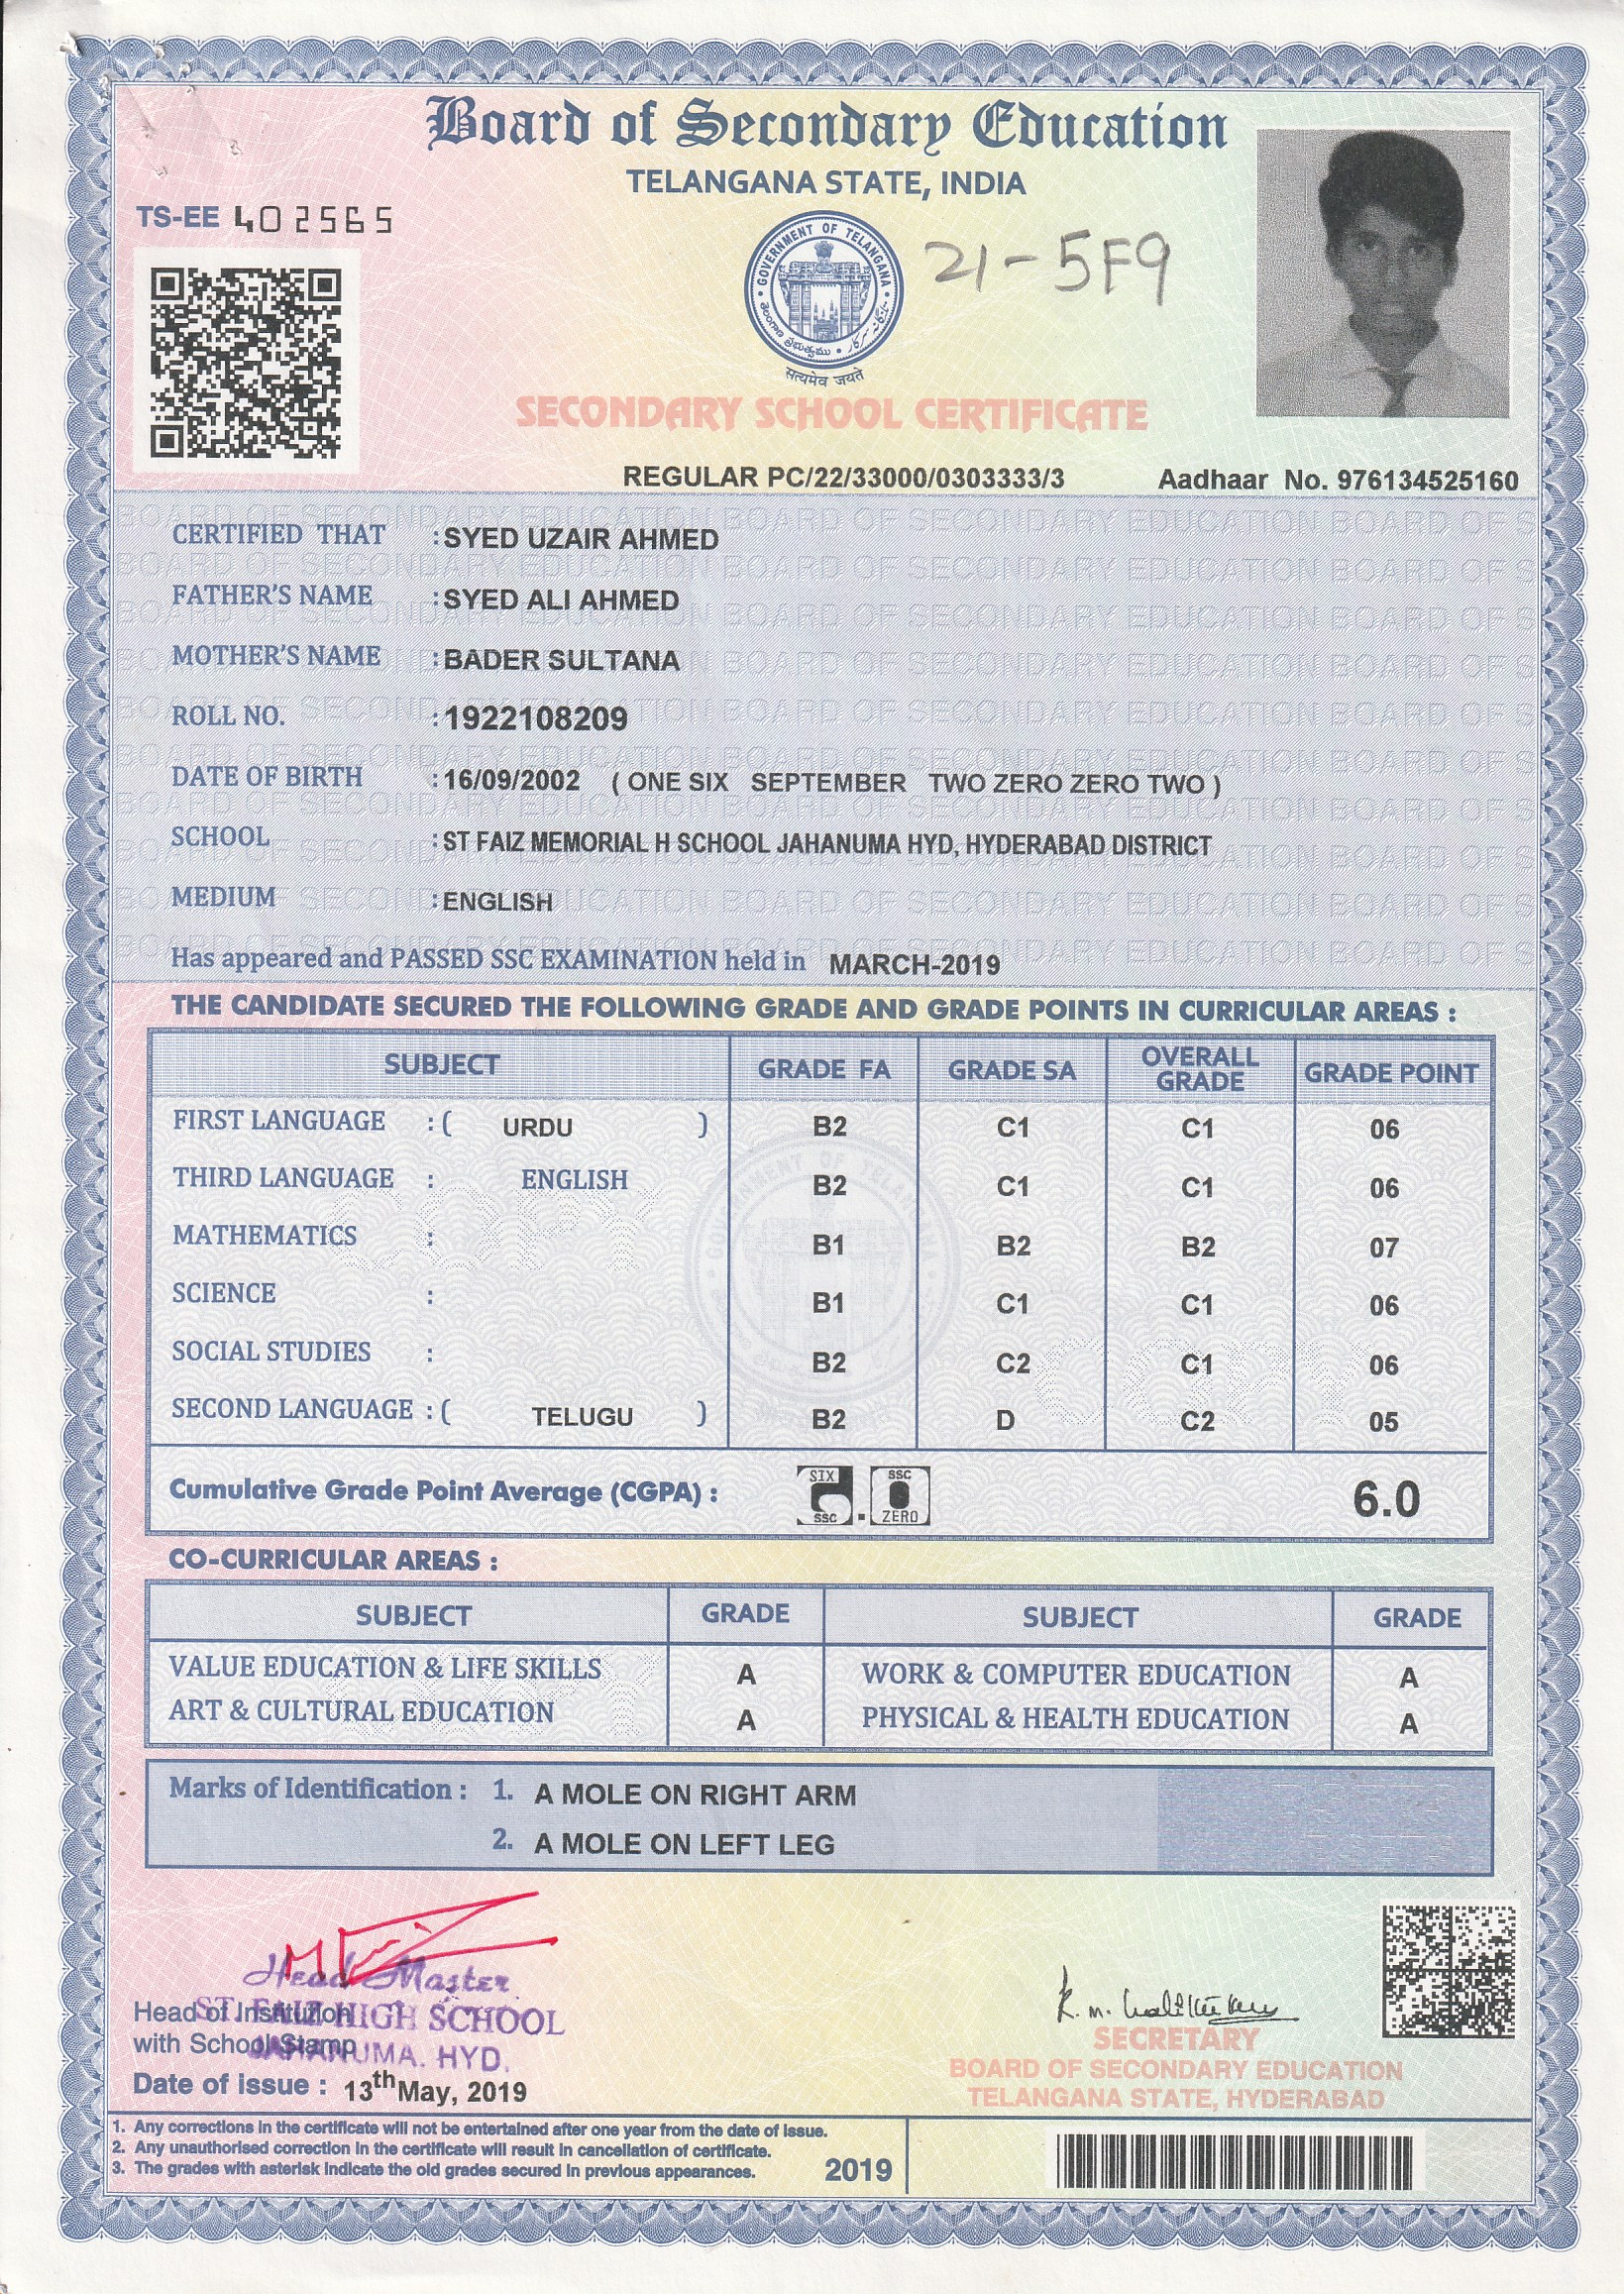 Board of Secondary Education
TELANGANA STATE, INDIA
TS-EE 402565
GOVERNMENT OF TELANGANA
తెలంగాణ ప్రభుత్వము
सत्यमेव जयते
21-5F9
SECONDARY SCHOOL CERTIFICATE
REGULAR PC/22/33000/0303333/3 Aadhaar No. 976134525160
CERTIFIED THAT : SYED UZAIR AHMED
FATHER'S NAME : SYED ALI AHMED
MOTHER'S NAME : BADER SULTANA
ROLL NO. : 1922108209
DATE OF BIRTH : 16/09/2002 ( ONE SIX SEPTEMBER TWO ZERO ZERO TWO )
SCHOOL : ST FAIZ MEMORIAL H SCHOOL JAHANUMA HYD, HYDERABAD DISTRICT
MEDIUM : ENGLISH
Has appeared and PASSED SSC EXAMINATION held in MARCH-2019
THE CANDIDATE SECURED THE FOLLOWING GRADE AND GRADE POINTS IN CURRICULAR AREAS :
SUBJECT GRADE FA GRADE SA OVERALL GRADE GRADE POINT
FIRST LANGUAGE : ( URDU ) B2 C1 C1 06
THIRD LANGUAGE : ENGLISH B2 C1 C1 06
MATHEMATICS : B1 B2 B2 07
SCIENCE : B1 C1 C1 06
SOCIAL STUDIES : B2 C2 C1 06
SECOND LANGUAGE : ( TELUGU ) B2 D C2 05
Cumulative Grade Point Average (CGPA) : SIX SSC . SSC ZERO 6.0
CO-CURRICULAR AREAS :
SUBJECT GRADE SUBJECT GRADE
VALUE EDUCATION & LIFE SKILLS A WORK & COMPUTER EDUCATION A
ART & CULTURAL EDUCATION A PHYSICAL & HEALTH EDUCATION A
Marks of Identification : 1. A MOLE ON RIGHT ARM
2. A MOLE ON LEFT LEG
Head Master
ST. FAIZ HIGH SCHOOL
JAHANUMA. HYD.
Head of Institution
with School Stamp
Date of issue : 13th May, 2019
SECRETARY
BOARD OF SECONDARY EDUCATION
TELANGANA STATE, HYDERABAD
1. Any corrections in the certificate will not be entertained after one year from the date of issue.
2. Any unauthorised correction in the certificate will result in cancellation of certificate.
3. The grades with asterisk indicate the old grades secured in previous appearances.
2019